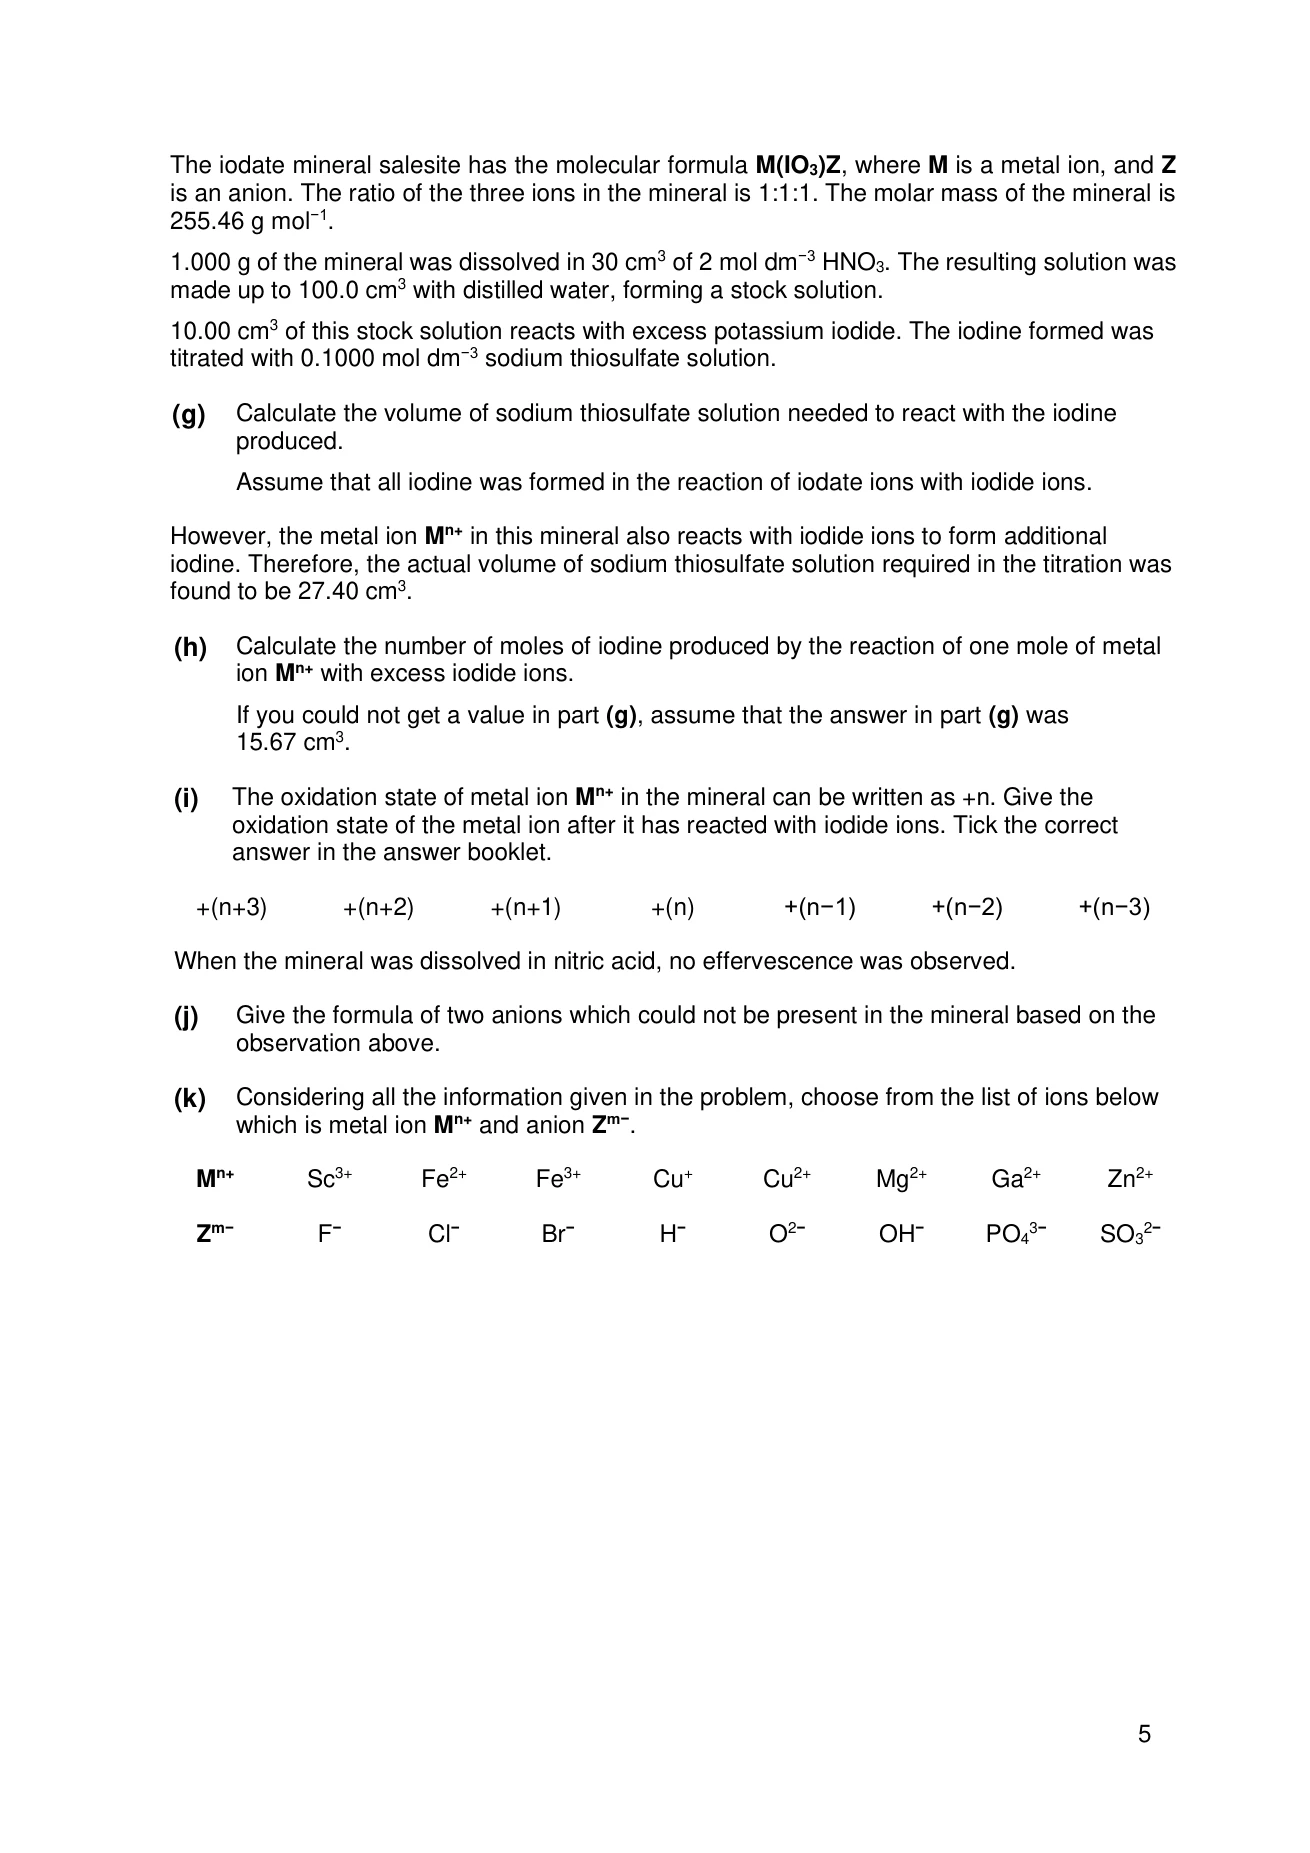 The iodate mineral salesite has the molecular formula M(IO₃)Z, where M is a metal ion, and Z
is an anion. The ratio of the three ions in the mineral is 1:1:1. The molar mass of the mineral is
255.46 g mol⁻¹.
1.000 g of the mineral was dissolved in 30 cm³ of 2 mol dm⁻³ HNO₃. The resulting solution was
made up to 100.0 cm³ with distilled water, forming a stock solution.
10.00 cm³ of this stock solution reacts with excess potassium iodide. The iodine formed was
titrated with 0.1000 mol dm⁻³ sodium thiosulfate solution.
(g) Calculate the volume of sodium thiosulfate solution needed to react with the iodine
produced.
Assume that all iodine was formed in the reaction of iodate ions with iodide ions.
However, the metal ion Mⁿ⁺ in this mineral also reacts with iodide ions to form additional
iodine. Therefore, the actual volume of sodium thiosulfate solution required in the titration was
found to be 27.40 cm³.
(h) Calculate the number of moles of iodine produced by the reaction of one mole of metal
ion Mⁿ⁺ with excess iodide ions.
If you could not get a value in part (g), assume that the answer in part (g) was
15.67 cm³.
(i) The oxidation state of metal ion Mⁿ⁺ in the mineral can be written as +n. Give the
oxidation state of the metal ion after it has reacted with iodide ions. Tick the correct
answer in the answer booklet.
+(n+3) +(n+2) +(n+1) +(n) +(n−1) +(n−2) +(n−3)
When the mineral was dissolved in nitric acid, no effervescence was observed.
(j) Give the formula of two anions which could not be present in the mineral based on the
observation above.
(k) Considering all the information given in the problem, choose from the list of ions below
which is metal ion Mⁿ⁺ and anion Zᵐ⁻.
Mⁿ⁺ Sc³⁺ Fe²⁺ Fe³⁺ Cu⁺ Cu²⁺ Mg²⁺ Ga²⁺ Zn²⁺
Zᵐ⁻ F⁻ Cl⁻ Br⁻ H⁻ O²⁻ OH⁻ PO₄³⁻ SO₃²⁻
5